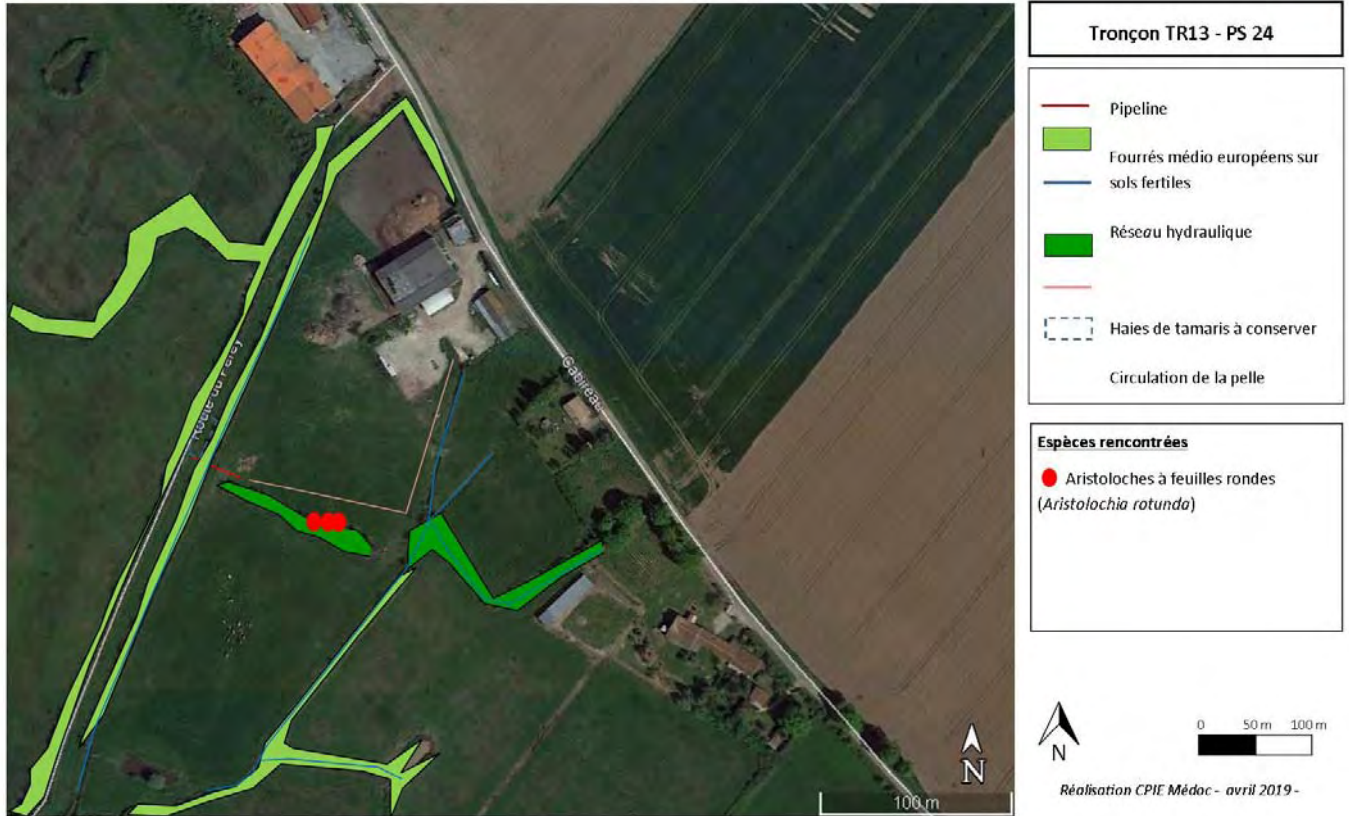 Tronçon TR13 - PS 24
Pipeline
Fourrés médio européens sur
sols fertiles
Réseau hydraulique
Haies de tamaris à conserver
Circulation de la pelle
Espèces rencontrées
Aristoloches à feuilles rondes
(Aristolochia rotunda)
N
0 50 m 100 m
Réalisation CPIE Médoc - avril 2019 -
Route du
Gabireau
N
100 m